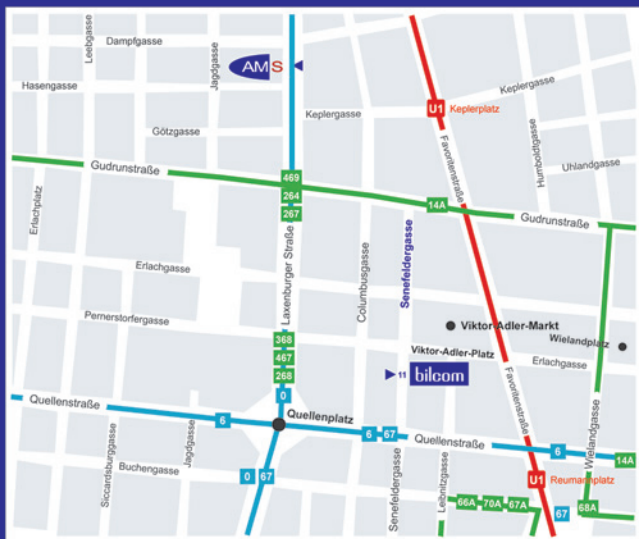 Leebgasse
Dampfgasse
Jagdgasse
AMS
Hasengasse
Götzgasse
Keplergasse
Keplergasse
U1
Keplerplatz
Humboldtgasse
Uhlandgasse
Favoritenstraße
Gudrunstraße
469
264
267
14A
Gudrunstraße
Erlachplatz
Laxenburger Straße
Columbusgasse
Senefeldergasse
Erlachgasse
Pernerstorfergasse
Viktor-Adler-Markt
Wielandplatz
Viktor-Adler-Platz
Erlachgasse
368
467
268
11
bilcom
Favoritenstraße
Wielandgasse
0
Quellenstraße
6
Quellenplatz
6
67
Quellenstraße
6
14A
Siccardsburggasse
Jagdgasse
Buchengasse
0
67
Senefeldergasse
Leibnitzgasse
U1
Reumannplatz
66A
70A
67A
67
68A